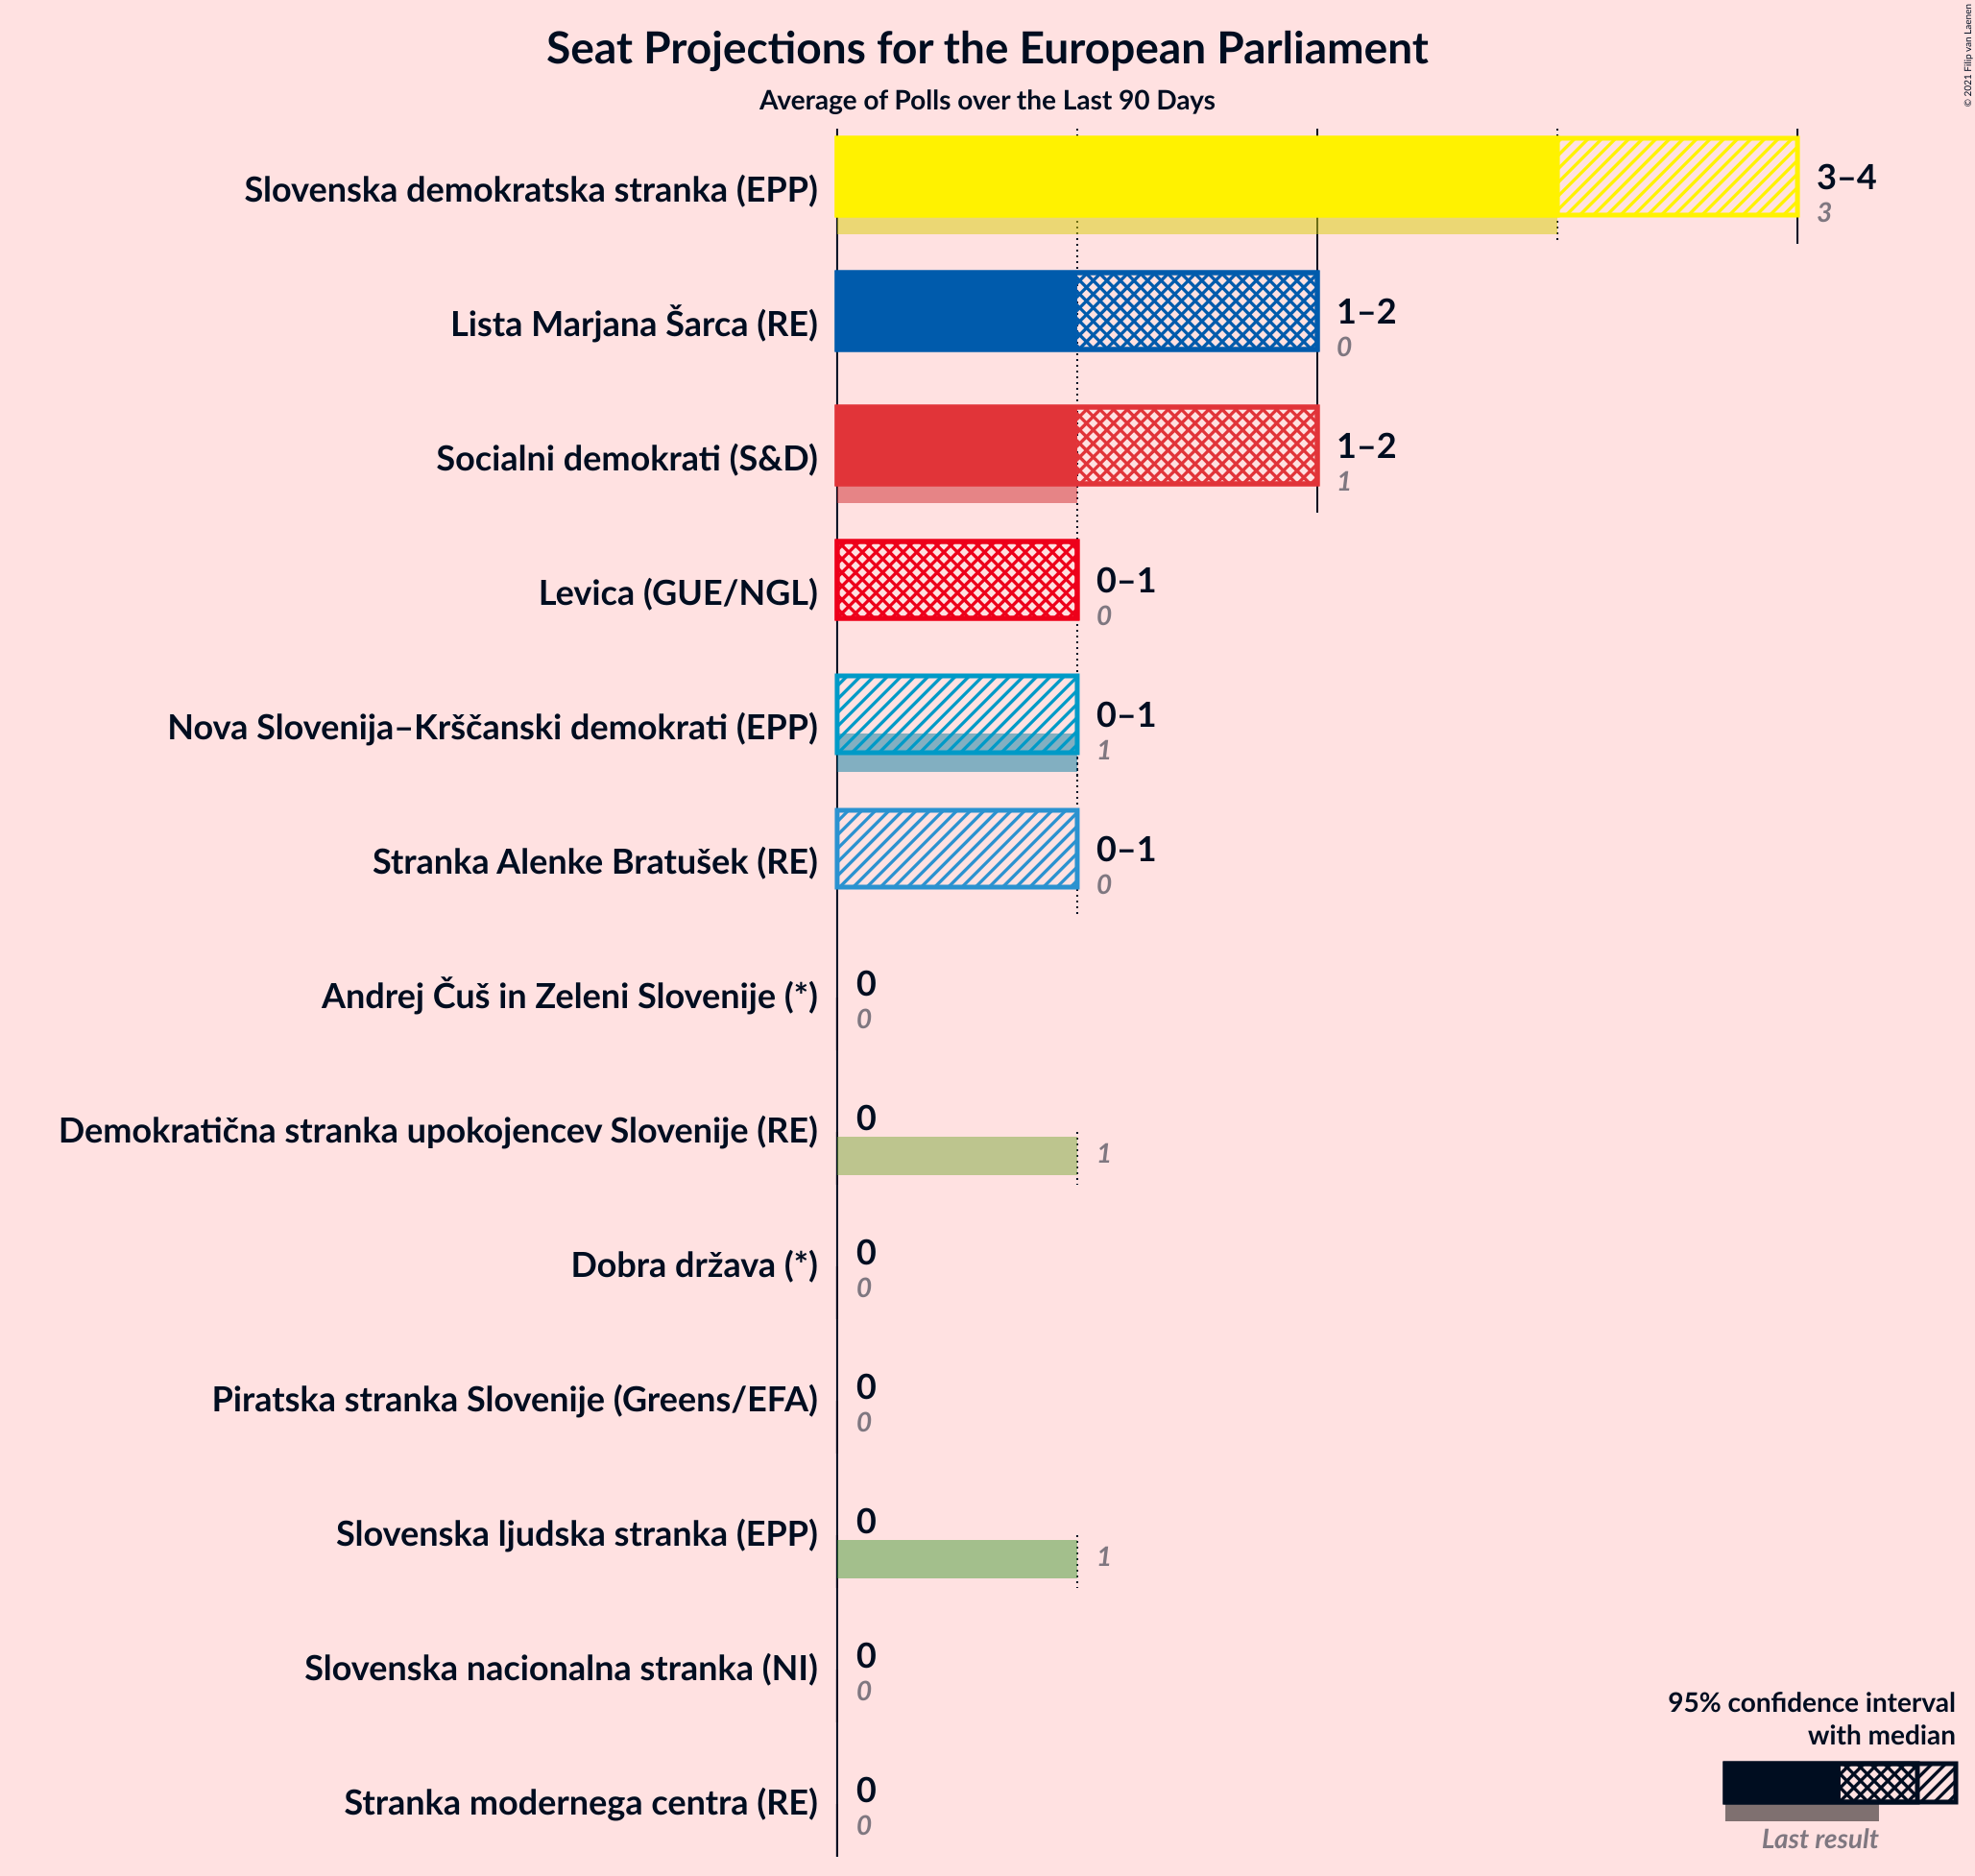 Seat Projections for the European Parliament
Average of Polls over the Last 90 Days
© 2021 Filip van Laenen
Slovenska demokratska stranka (EPP)
3–4
3
Lista Marjana Šarca (RE)
1–2
0
Socialni demokrati (S&D)
1–2
1
Levica (GUE/NGL)
0–1
0
Nova Slovenija–Krščanski demokrati (EPP)
0–1
1
Stranka Alenke Bratušek (RE)
0–1
0
Andrej Čuš in Zeleni Slovenije (*)
0
0
Demokratična stranka upokojencev Slovenije (RE)
0
1
Dobra država (*)
0
0
Piratska stranka Slovenije (Greens/EFA)
0
0
Slovenska ljudska stranka (EPP)
0
1
Slovenska nacionalna stranka (NI)
0
0
Stranka modernega centra (RE)
0
0
95% confidence interval
with median
Last result